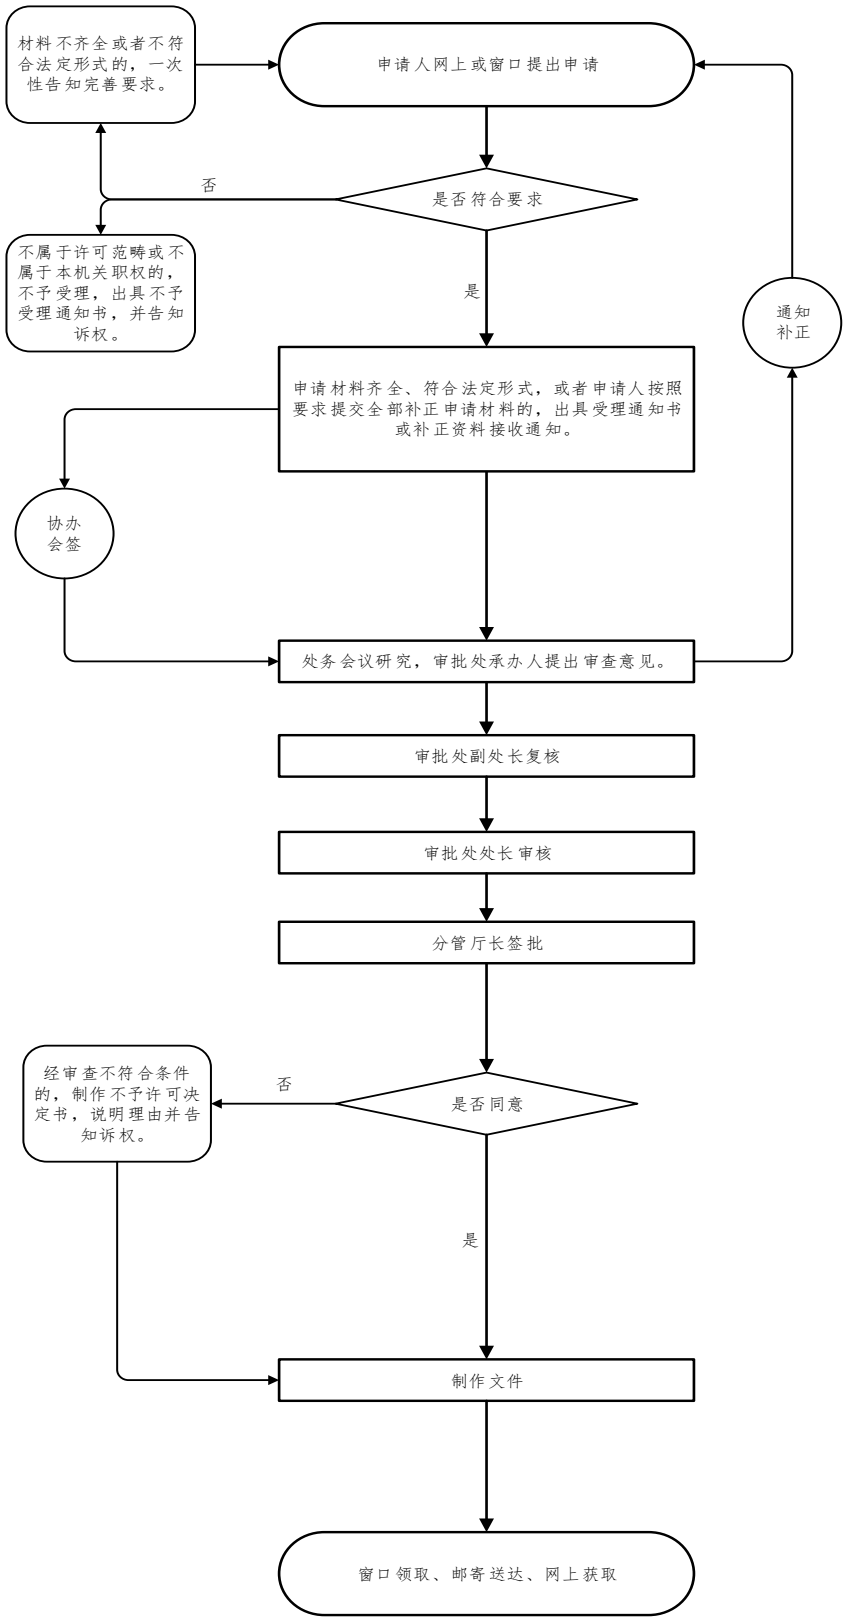 材料不齐全或者不符
合法定形式的，一次
性告知完善要求。
申请人网上或窗口提出申请
否
是否符合要求
不属于许可范畴或不
属于本机关职权的，
不予受理，出具不予
受理通知书，并告知
诉权。
是
通知
补正
申请材料齐全、符合法定形式，或者申请人按照
要求提交全部补正申请材料的，出具受理通知书
或补正资料接收通知。
协办
会签
处务会议研究，审批处承办人提出审查意见。
审批处副处长复核
审批处处长审核
分管厅长签批
经审查不符合条件
的，制作不予许可决
定书，说明理由并告
知诉权。
否
是否同意
是
制作文件
窗口领取、邮寄送达、网上获取